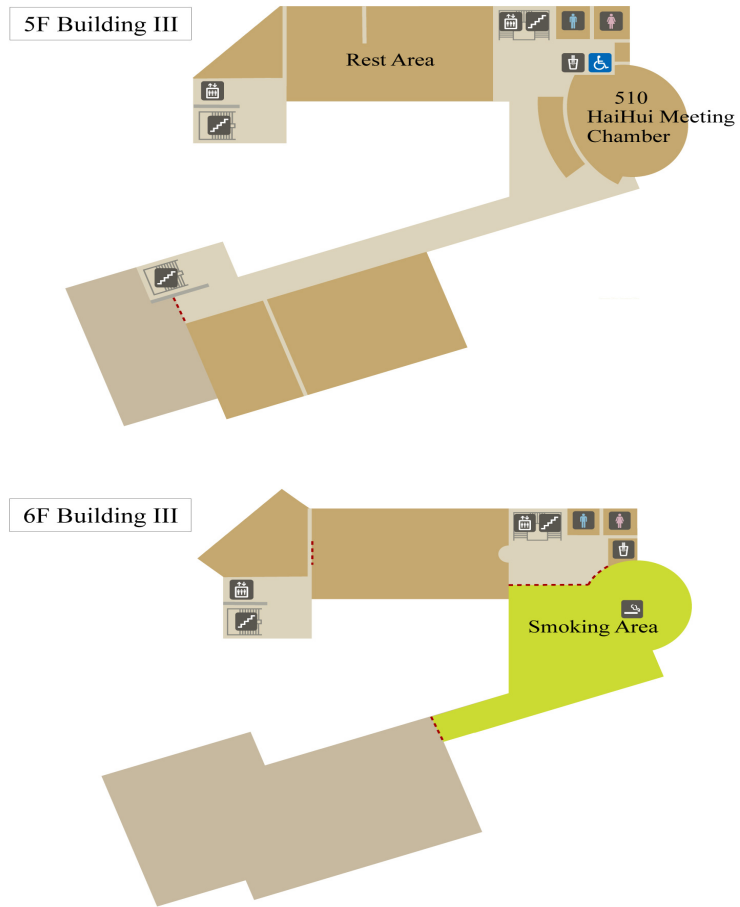 5F Building III
Rest Area
510
HaiHui Meeting
Chamber
6F Building III
Smoking Area